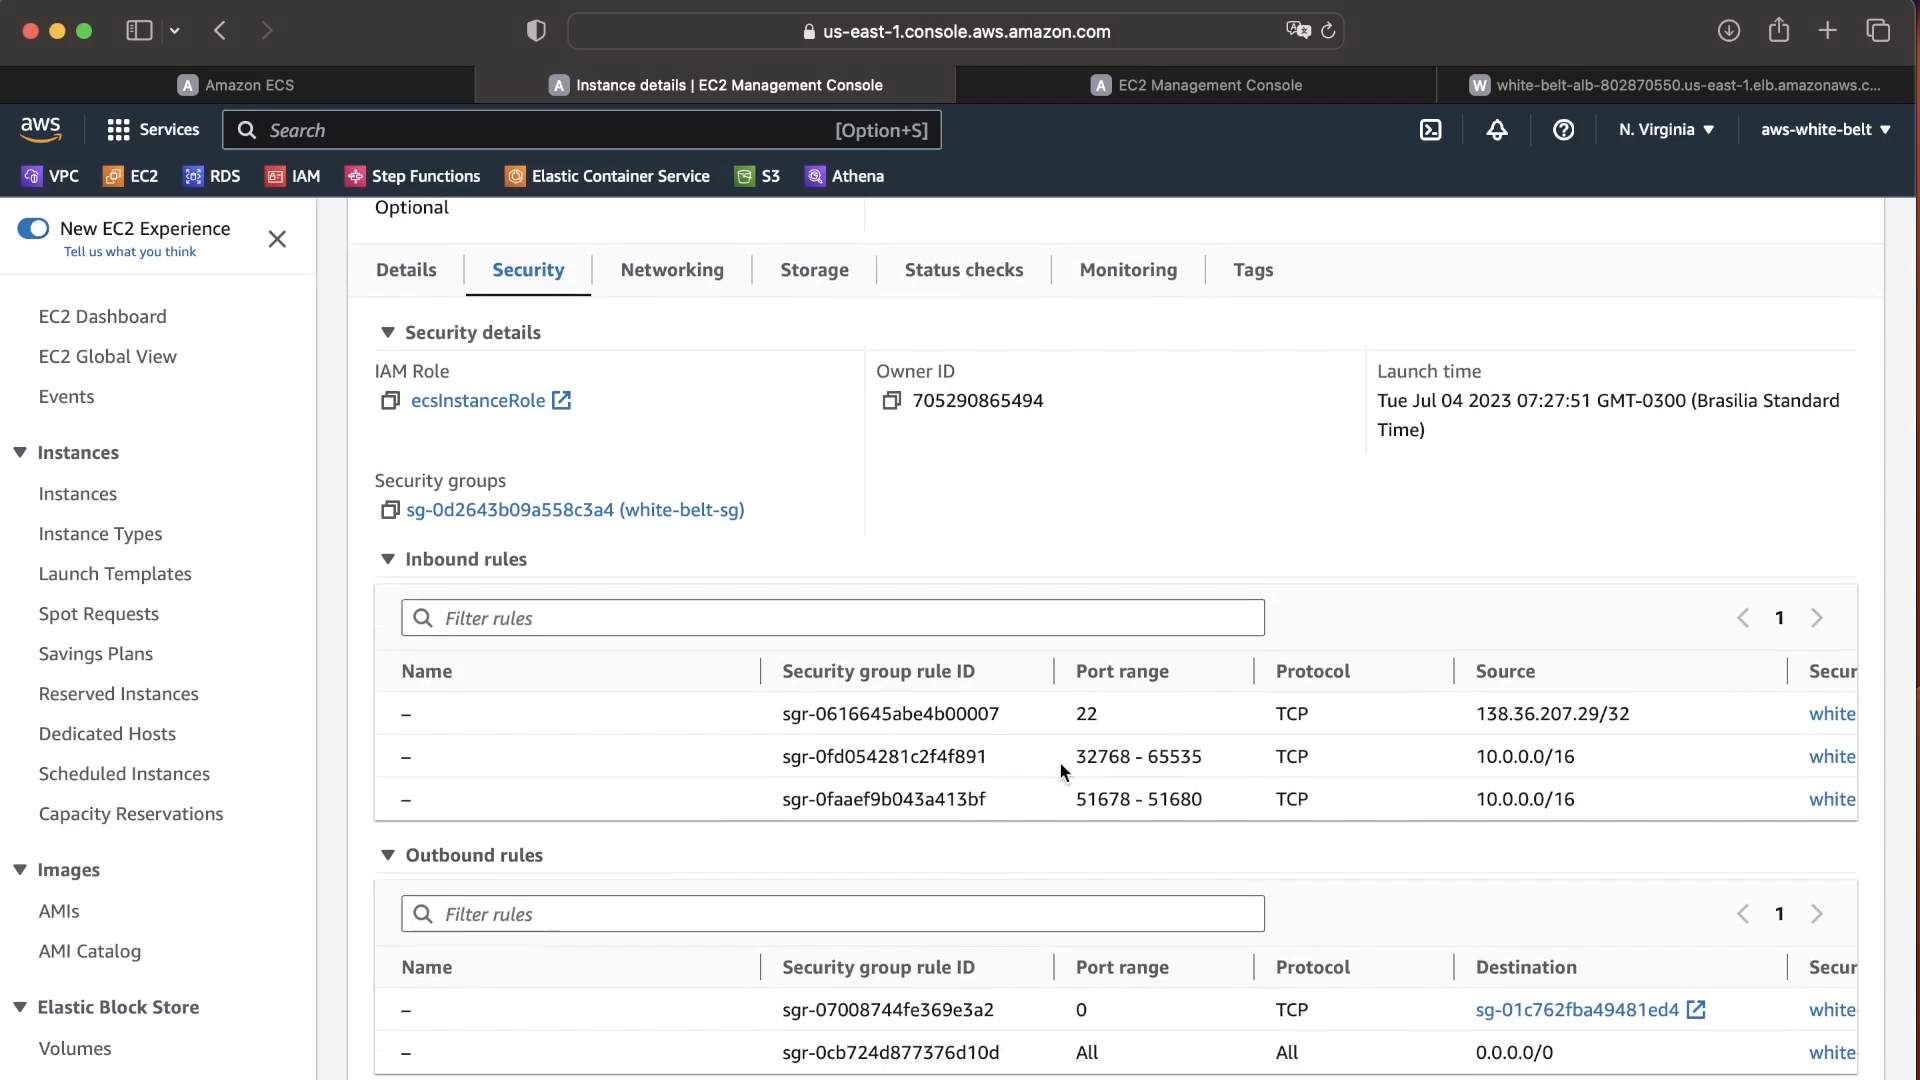 us-east-1.console.aws.amazon.com
A Amazon ECS
A Instance details | EC2 Management Console
A EC2 Management Console
W white-belt-alb-802870550.us-east-1.elb.amazonaws.c...
aws
Services
Search
[Option+S]
N. Virginia
aws-white-belt
VPC
EC2
RDS
IAM
Step Functions
Elastic Container Service
S3
Athena
New EC2 Experience
Tell us what you think
EC2 Dashboard
EC2 Global View
Events
Instances
Instances
Instance Types
Launch Templates
Spot Requests
Savings Plans
Reserved Instances
Dedicated Hosts
Scheduled Instances
Capacity Reservations
Images
AMIs
AMI Catalog
Elastic Block Store
Volumes
Optional
Details
Security
Networking
Storage
Status checks
Monitoring
Tags
Security details
IAM Role
ecsInstanceRole
Owner ID
705290865494
Launch time
Tue Jul 04 2023 07:27:51 GMT-0300 (Brasilia Standard
Time)
Security groups
sg-0d2643b09a558c3a4 (white-belt-sg)
Inbound rules
Filter rules
1
Name Security group rule ID Port range Protocol Source Secur
– sgr-0616645abe4b00007 22 TCP 138.36.207.29/32 white
– sgr-0fd054281c2f4f891 32768 - 65535 TCP 10.0.0.0/16 white
– sgr-0faaef9b043a413bf 51678 - 51680 TCP 10.0.0.0/16 white
Outbound rules
Filter rules
1
Name Security group rule ID Port range Protocol Destination Secur
– sgr-07008744fe369e3a2 0 TCP sg-01c762fba49481ed4 white
– sgr-0cb724d877376d10d All All 0.0.0.0/0 white